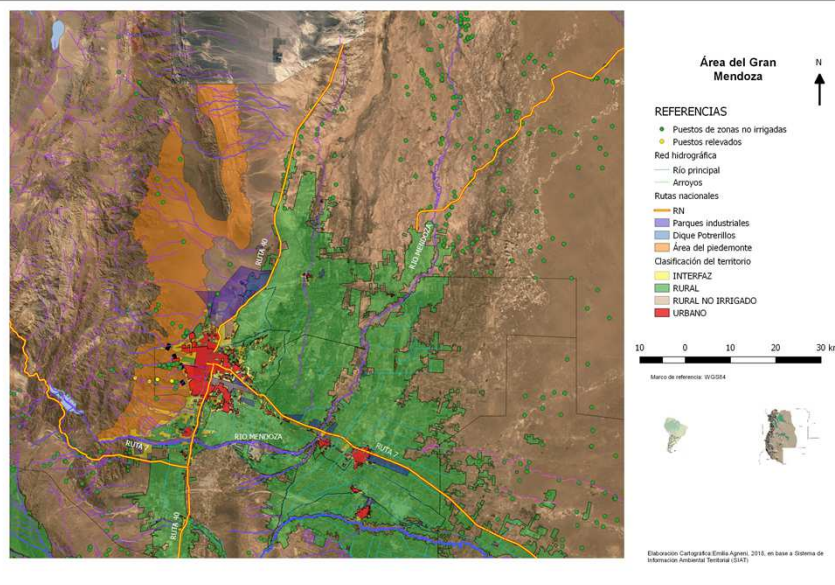 Área del Gran
Mendoza
N
REFERENCIAS
Puestos de zonas no irrigadas
Puestos relevados
Red hidrográfica
Río principal
Arroyos
Rutas nacionales
RN
Parques industriales
Dique Potrerillos
Área del piedemonte
Clasificación del territorio
INTERFAZ
RURAL
RURAL NO IRRIGADO
URBANO
10 0 10 20 30 km
Marco de referencia: WGS84
RUTA 40
RIO MENDOZA
RUTA 7
RIO MENDOZA
RUTA 7
RUTA 40
Elaboración Cartográfica:Emilia Agneni, 2018, en base a Sistema de
Información Ambiental Territorial (SIAT)